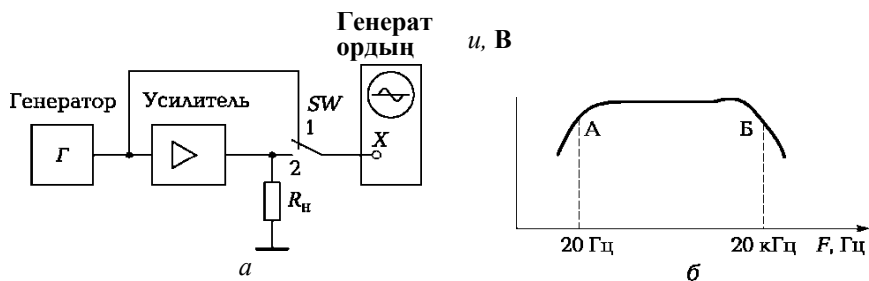 Генерат
ордың
Генератор
Усилитель
SW
1
X
Г
2
Rн
а
u, В
А
Б
20 Гц
20 кГц
F, Гц
б